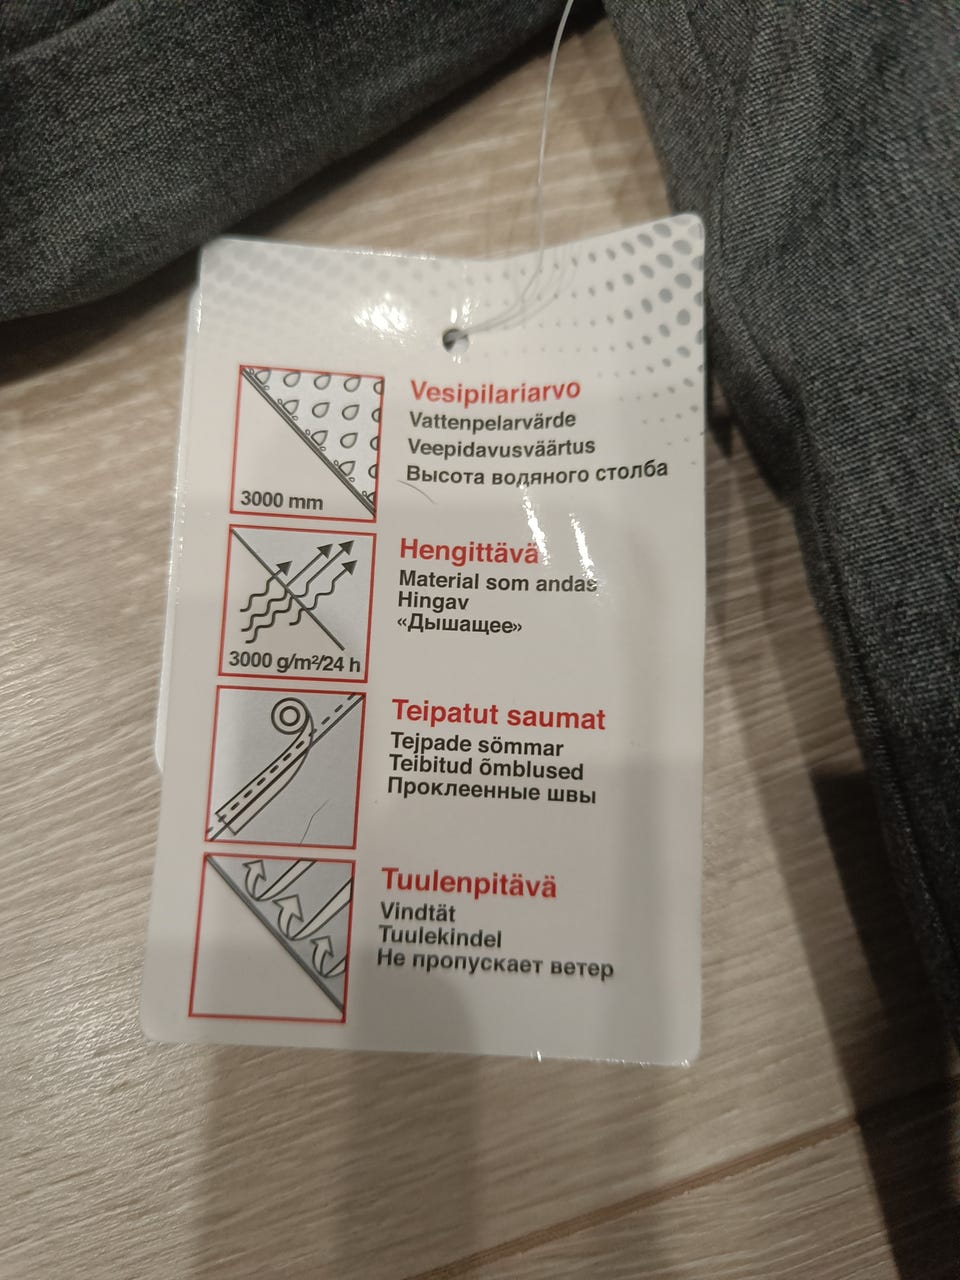 Vesipilariarvo
Vattenpelarvärde
Veepidavusväärtus
Высота водяного столба
3000 mm
Hengittävä
Material som andas
Hingav
«Дышащее»
3000 g/m²/24 h
Teipatut saumat
Tejpade sömmar
Teibitud õmblused
Проклеенные швы
Tuulenpitävä
Vindtät
Tuulekindel
Не пропускает ветер